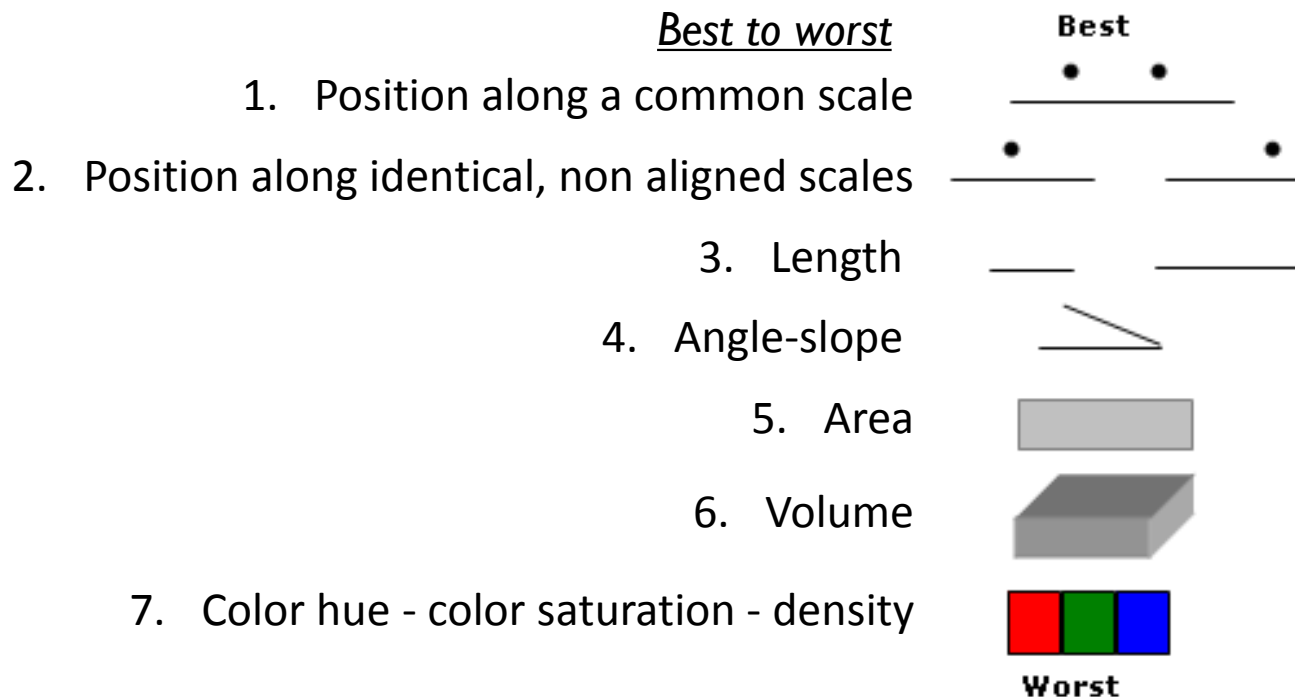 Best to worst
Best
1. Position along a common scale
2. Position along identical, non aligned scales
3. Length
4. Angle-slope
5. Area
6. Volume
7. Color hue - color saturation - density
Worst